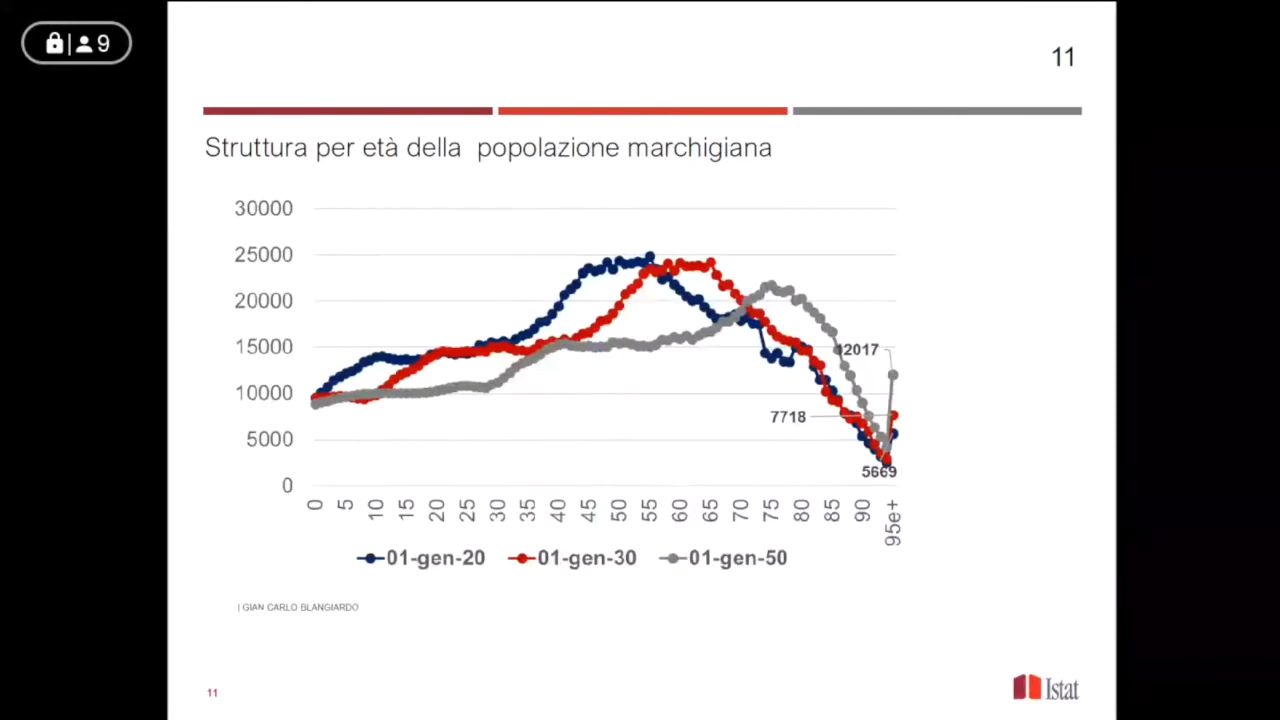 9
11
Struttura per età della popolazione marchigiana
30000
25000
20000
15000
10000
5000
0
12017
7718
5669
0 5 10 15 20 25 30 35 40 45 50 55 60 65 70 75 80 85 90 95e+
01-gen-20 01-gen-30 01-gen-50
| GIAN CARLO BLANGIARDO
11
Istat